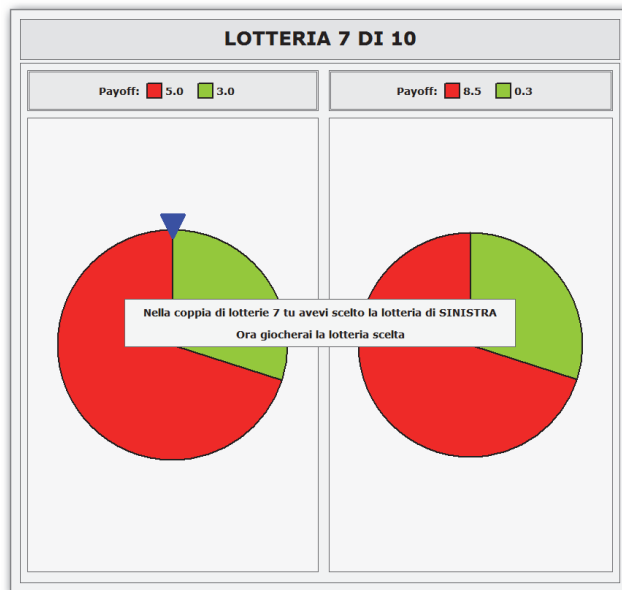 LOTTERIA 7 DI 10
Payoff: 5.0 3.0
Payoff: 8.5 0.3
Nella coppia di lotterie 7 tu avevi scelto la lotteria di SINISTRA
Ora giocherai la lotteria scelta